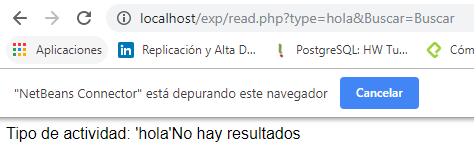 localhost/exp/read.php?type=hola&Buscar=Buscar
Aplicaciones in Replicación y Alta D... PostgreSQL: HW Tu... Cóm
"NetBeans Connector" está depurando este navegador Cancelar
Tipo de actividad: 'hola'No hay resultados